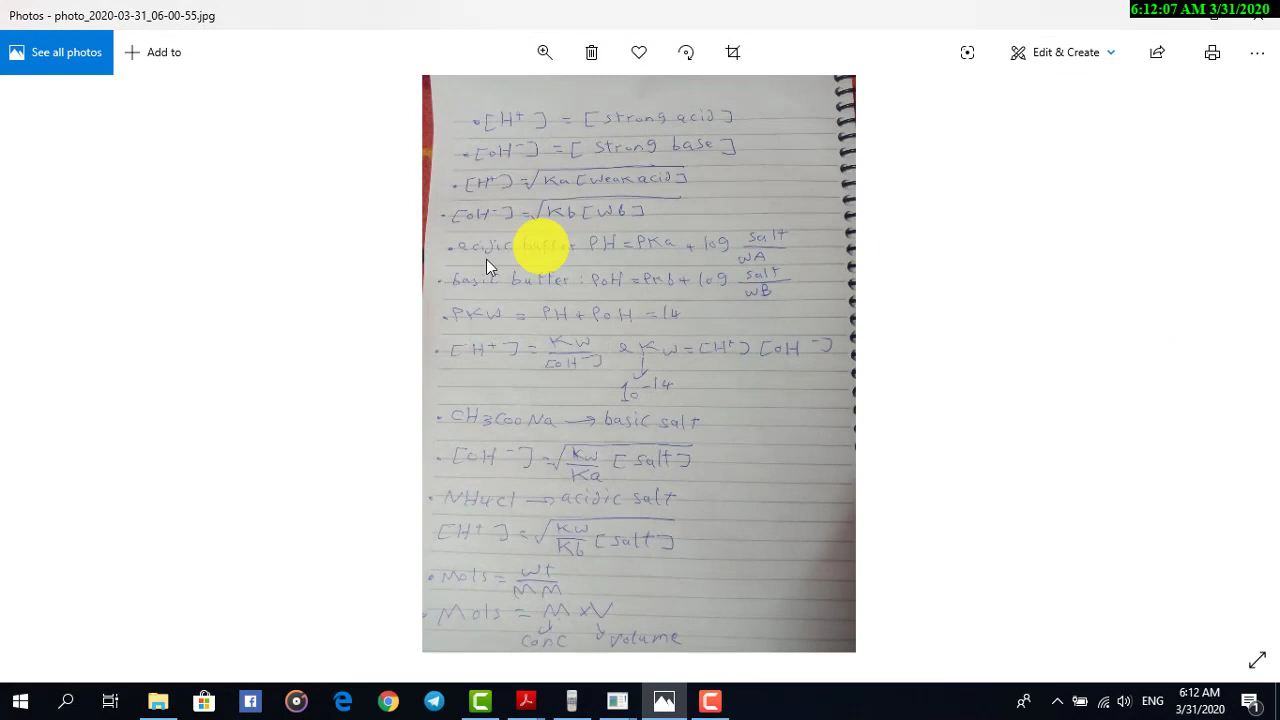 Photos - photo_2020-03-31_06-00-55.jpg
6:12:07 AM 3/31/2020
See all photos
Add to
Edit & Create
•[H+] = [strong acid]
•[OH-] = [strong base]
•[H+] = √Ka [weak acid]
•[OH-] = √Kb [Wb]
•acidic buffer PH = PKa + log salt/WA
•basic buffer: POH = PKb + log salt/WB
•PKW = PH + POH = 14
•[H+] = KW/[OH-] & KW = [H+] [OH-]
10-14
•CH3COONa → basic salt
•[OH-] = √KW/Ka [salt]
•NH4Cl → acidic salt
[H+] = √KW/Kb [salt]
•Mols = wt/MM
•Mols = M x V
conc volume
ENG
6:12 AM
3/31/2020
1